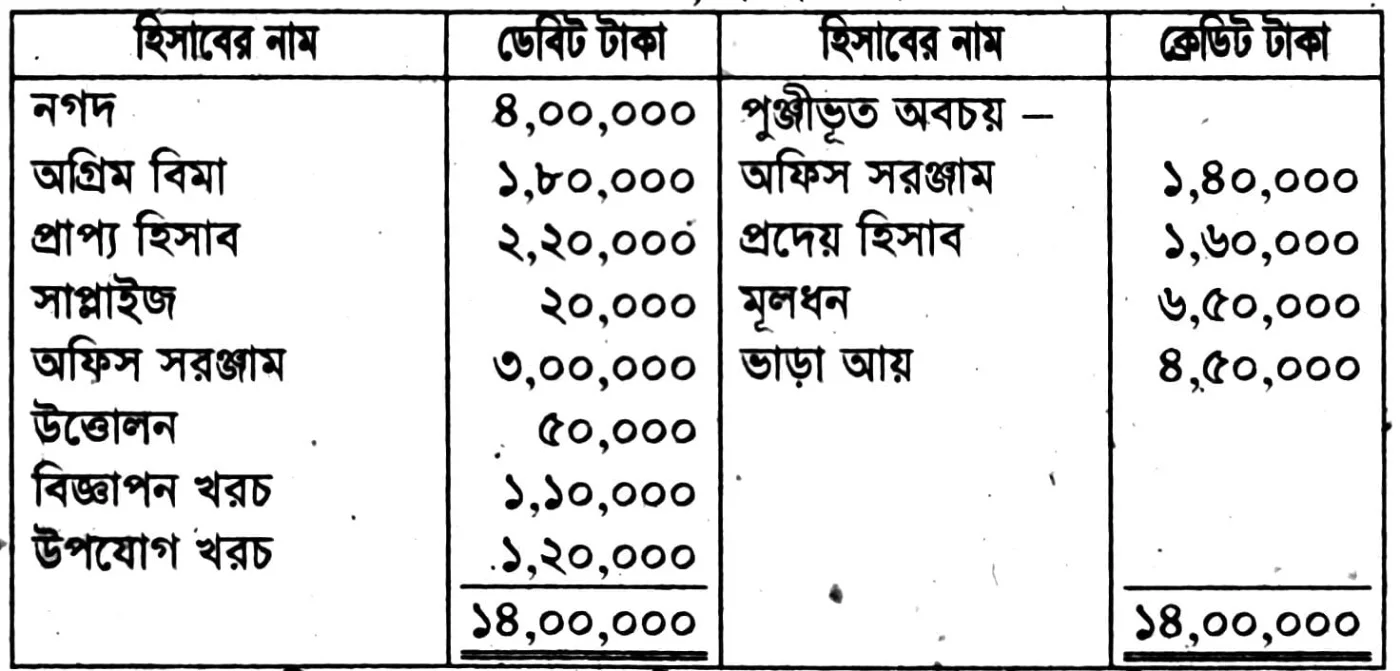 হিসাবের নাম ডেবিট টাকা হিসাবের নাম ক্রেডিট টাকা
নগদ ৪,০০,০০০ পুঞ্জীভূত অবচয় –
অগ্রিম বিমা ১,৮০,০০০ অফিস সরঞ্জাম ১,৪০,০০০
প্রাপ্য হিসাব ২,২০,০০০ প্রদেয় হিসাব ১,৬০,০০০
সাপ্লাইজ ২০,০০০ মূলধন ৬,৫০,০০০
অফিস সরঞ্জাম ৩,০০,০০০ ভাড়া আয় ৪,৫০,০০০
উত্তোলন ৫০,০০০
বিজ্ঞাপন খরচ ১,১০,০০০
উপযোগ খরচ ১,২০,০০০
১৪,০০,০০০ ১৪,০০,০০০